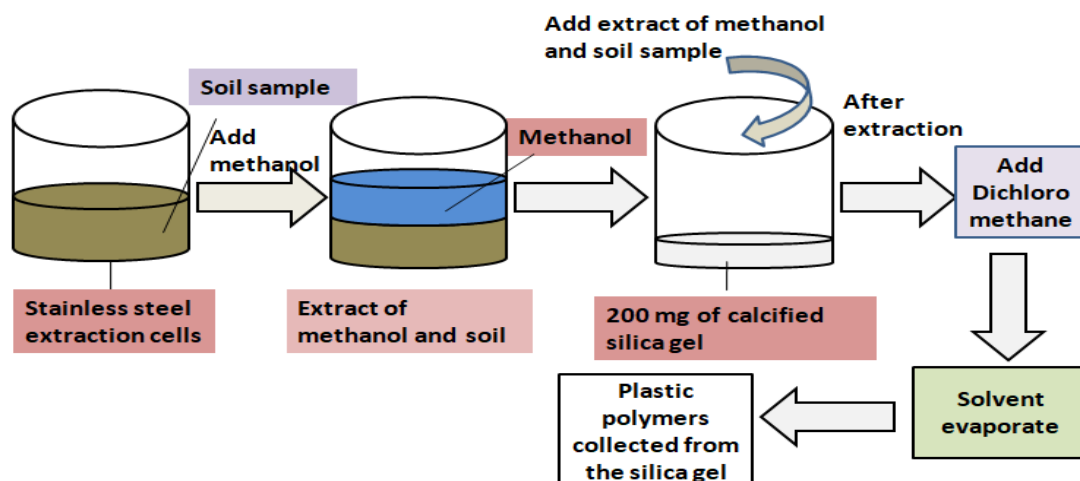 Soil sample
Add
methanol
Stainless steel
extraction cells
Methanol
Extract of
methanol and soil
Add extract of methanol
and soil sample
200 mg of calcified
silica gel
After
extraction
Add
Dichloro
methane
Solvent
evaporate
Plastic
polymers
collected from
the silica gel